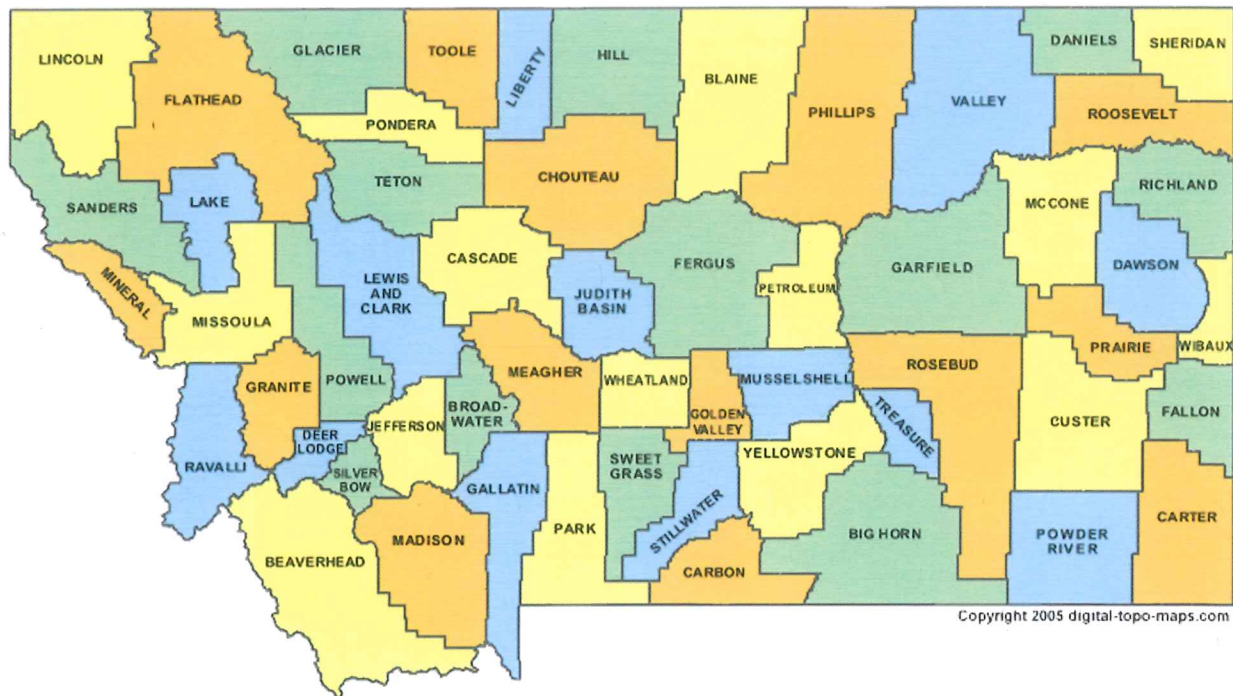 LINCOLN
FLATHEAD
GLACIER
TOOLE
LIBERTY
HILL
BLAINE
PHILLIPS
VALLEY
DANIELS
SHERIDAN
ROOSEVELT
PONDERA
TETON
CHOUTEAU
SANDERS
LAKE
RICHLAND
MCCONE
MINERAL
MISSOULA
LEWIS
AND
CLARK
CASCADE
JUDITH
BASIN
FERGUS
PETROLEUM
GARFIELD
DAWSON
WIBAUX
PRAIRIE
GRANITE
POWELL
MEAGHER
WHEATLAND
GOLDEN
VALLEY
MUSSELSHELL
ROSEBUD
TREASURE
CUSTER
FALLON
RAVALLI
DEER
LODGE
JEFFERSON
BROAD-
WATER
SILVER
BOW
GALLATIN
SWEET
GRASS
YELLOWSTONE
STILLWATER
PARK
BEAVERHEAD
MADISON
CARBON
BIG HORN
POWDER
RIVER
CARTER
Copyright 2005 digital-topo-maps.com